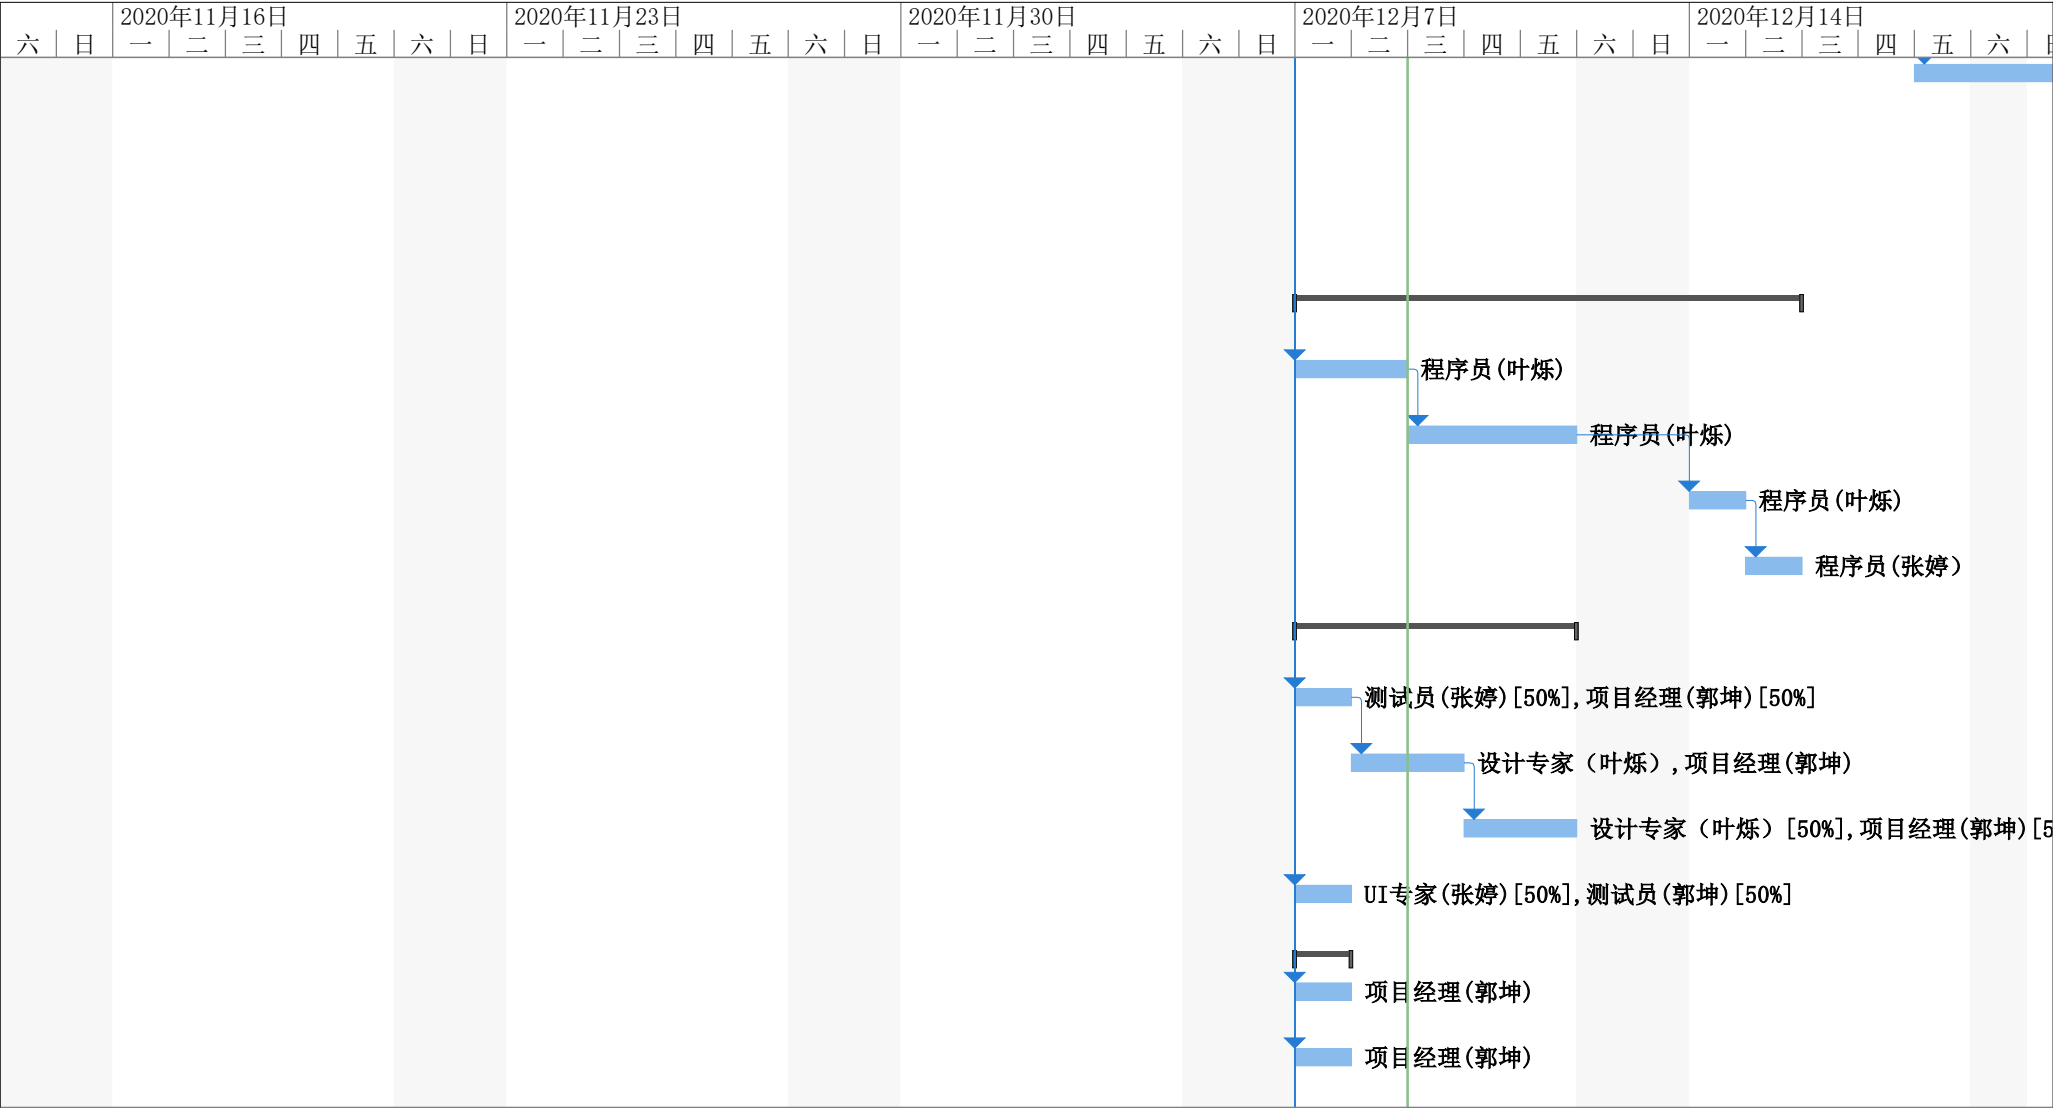 2020年11月16日 2020年11月23日 2020年11月30日 2020年12月7日 2020年12月14日
六 日 一 二 三 四 五 六 日 一 二 三 四 五 六 日 一 二 三 四 五 六 日 一 二 三 四 五 六 日 一 二 三 四 五 六 日
程序员(叶烁)
程序员(叶烁)
程序员(叶烁)
程序员(张婷）
测试员(张婷)[50%],项目经理(郭坤)[50%]
设计专家（叶烁）,项目经理(郭坤)
设计专家（叶烁）[50%],项目经理(郭坤)[5
UI专家(张婷)[50%],测试员(郭坤)[50%]
项目经理(郭坤)
项目经理(郭坤)